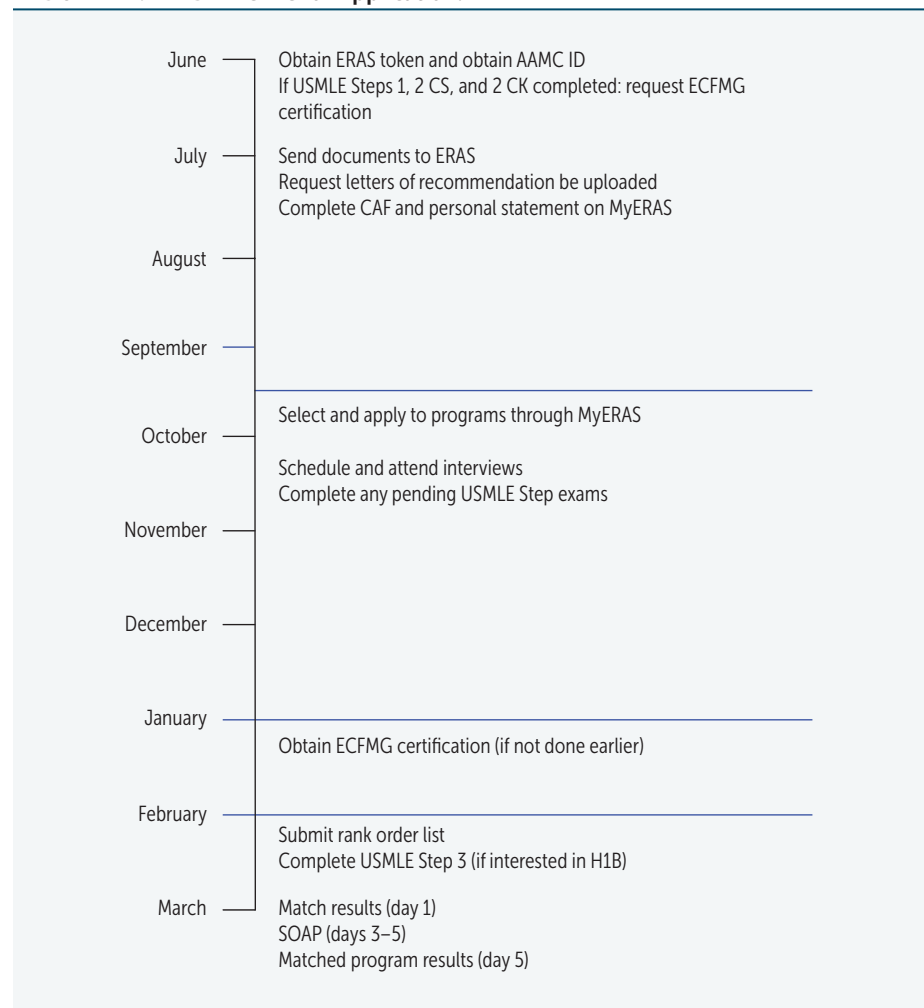 June
Obtain ERAS token and obtain AAMC ID
If USMLE Steps 1, 2 CS, and 2 CK completed: request ECFMG
certification
July
Send documents to ERAS
Request letters of recommendation be uploaded
Complete CAF and personal statement on MyERAS
August
September
Select and apply to programs through MyERAS
October
Schedule and attend interviews
Complete any pending USMLE Step exams
November
December
January
Obtain ECFMG certification (if not done earlier)
February
Submit rank order list
Complete USMLE Step 3 (if interested in H1B)
March
Match results (day 1)
SOAP (days 3–5)
Matched program results (day 5)